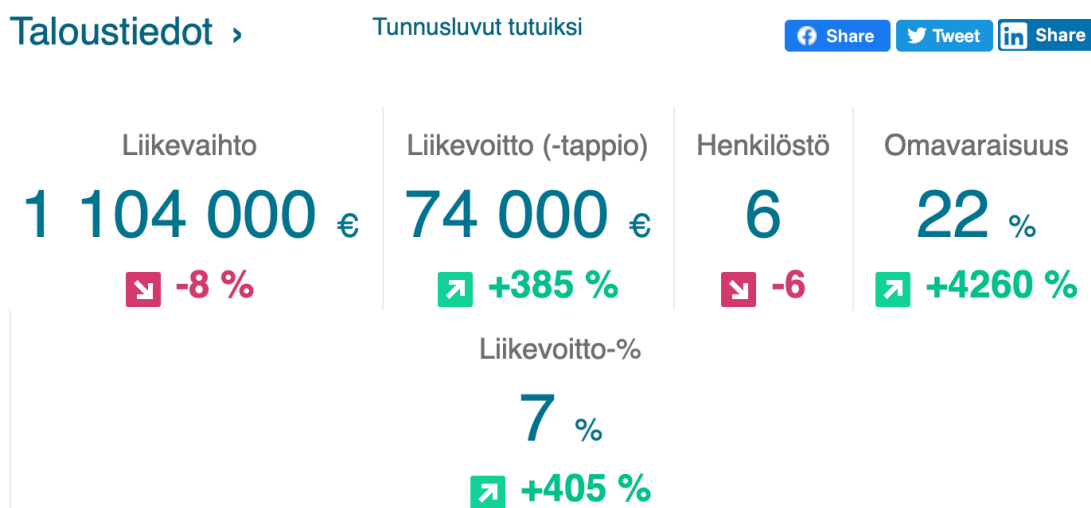 Taloustiedot ›
Tunnusluvut tutuiksi
Share
Tweet
in Share
Liikevaihto
1 104 000 €
-8 %
Liikevoitto (-tappio)
74 000 €
+385 %
Henkilöstö
6
-6
Omavaraisuus
22 %
+4260 %
Liikevoitto-%
7 %
+405 %